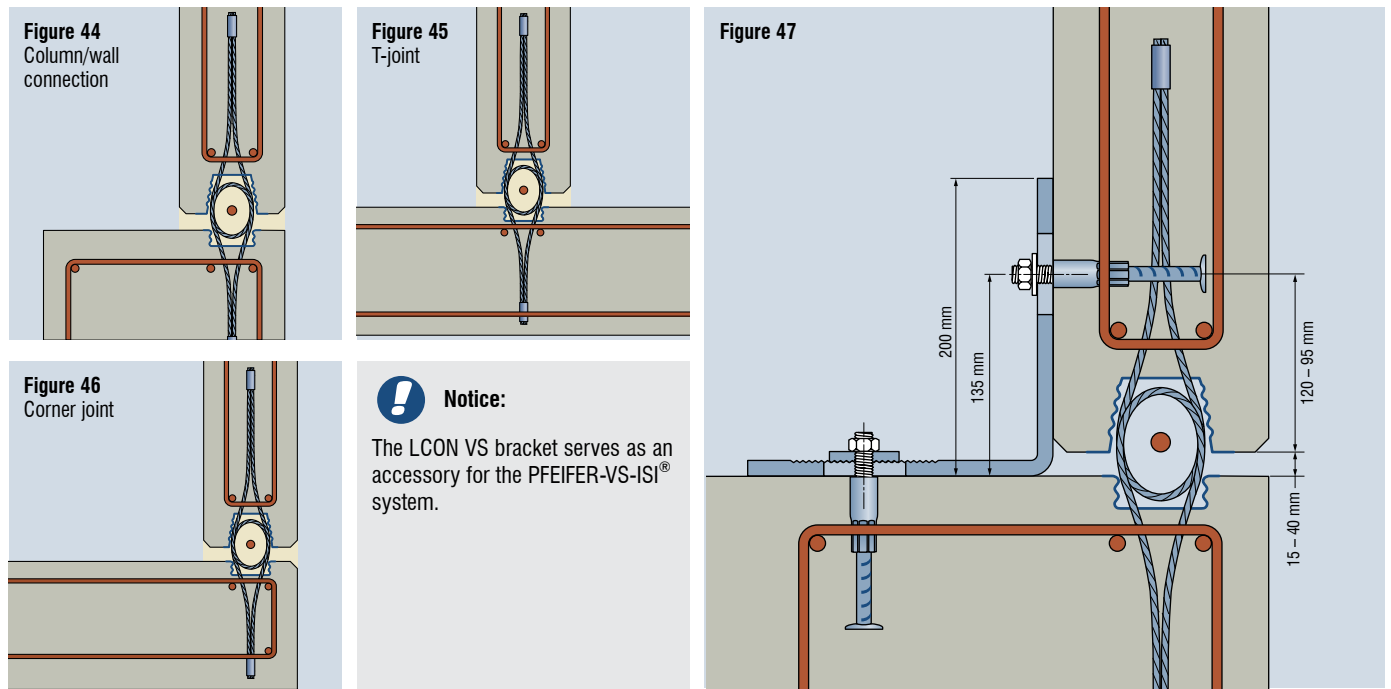 Figure 44
Column/wall
connection
Figure 45
T-joint
Figure 46
Corner joint
Notice:
The LCON VS bracket serves as an
accessory for the PFEIFER-VS-ISI®
system.
Figure 47
200 mm
135 mm
120 – 95 mm
15 – 40 mm